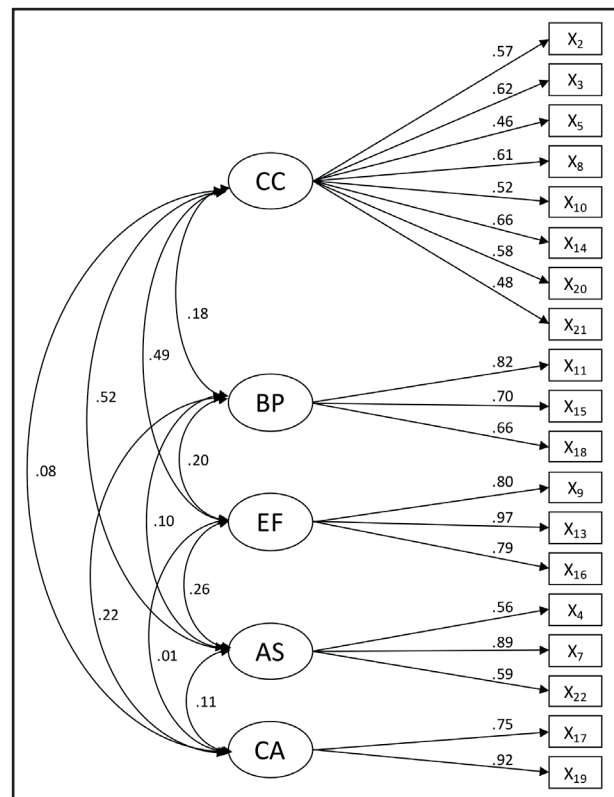 .57
X2
.62
X3
.46
X5
.61
X8
CC
.52
X10
.66
X14
.58
X20
.48
X21
.18
.49
.82
X11
.52
BP
.70
X15
.66
X18
.20
.08
.80
X9
.10
EF
.97
X13
.79
X16
.26
.56
X4
.22
.01
AS
.89
X7
.59
X22
.11
.75
X17
CA
.92
X19